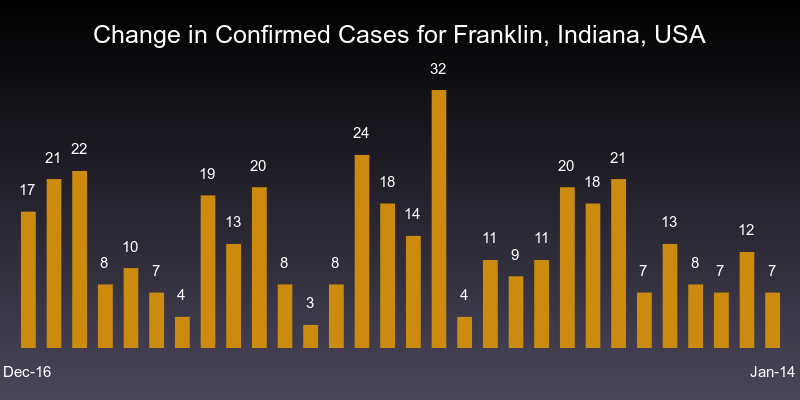 Change in Confirmed Cases for Franklin, Indiana, USA
17 21 22 8 10 7 4 19 13 20 8 3 8 24 18 14 32 4 11 9 11 20 18 21 7 13 8 7 12 7
Dec-16 Jan-14